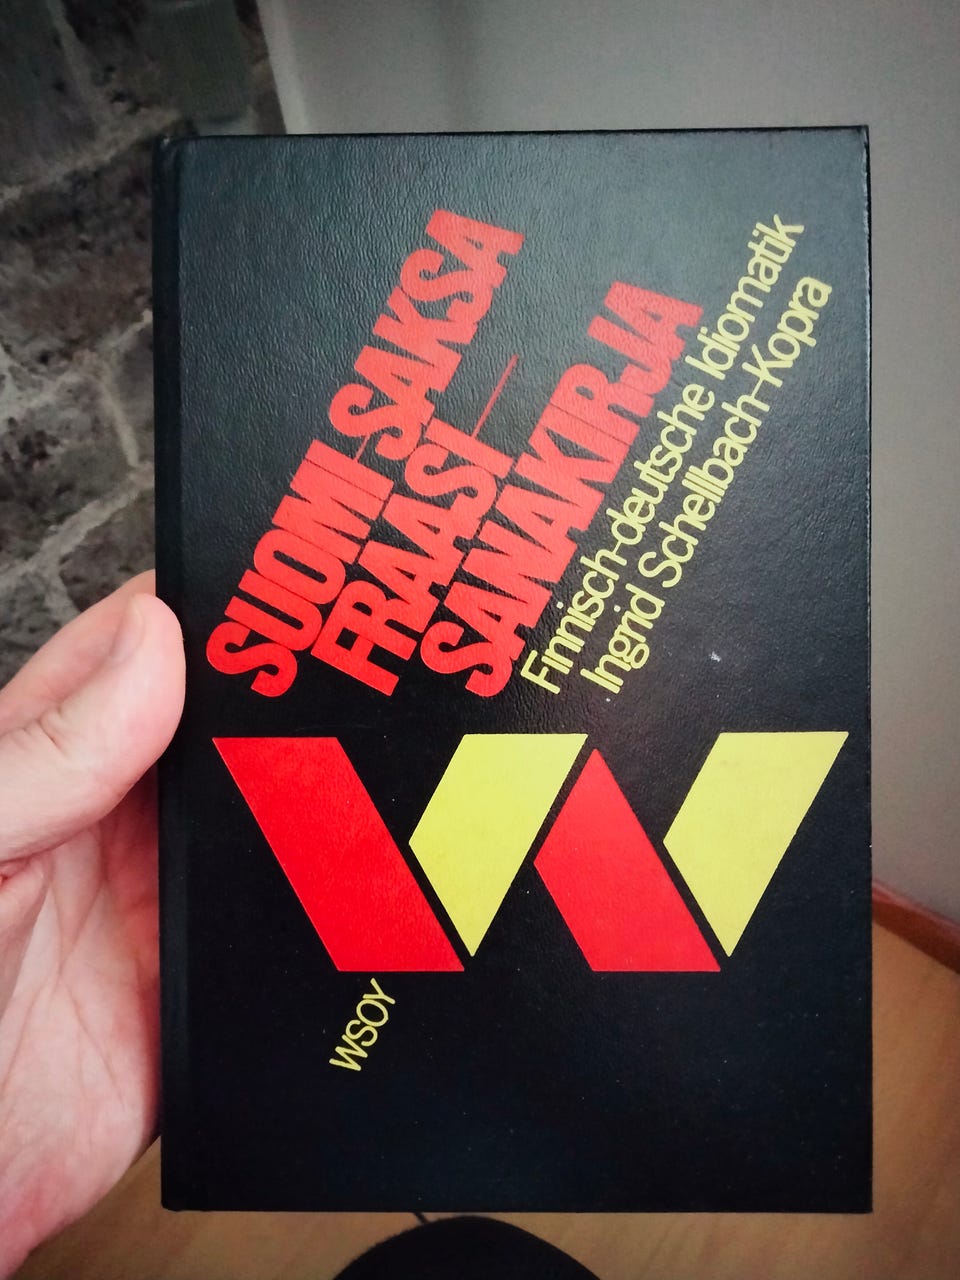 SUOMI–SAKSA
FRAASI–
SANAKIRJA
Finnisch-deutsche Idiomatik
Ingrid Schellbach-Kopra
WSOY